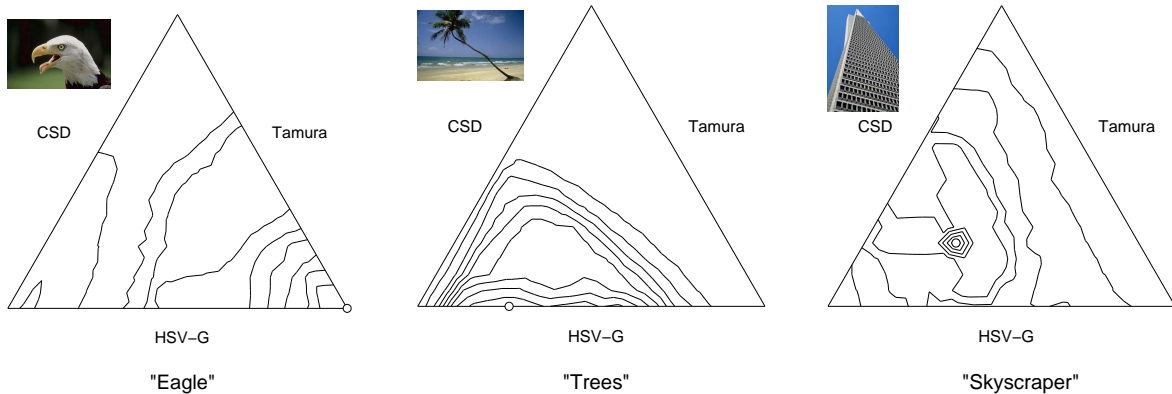 CSD
Tamura
HSV–G
"Eagle"
CSD
Tamura
HSV–G
"Trees"
CSD
Tamura
HSV–G
"Skyscraper"